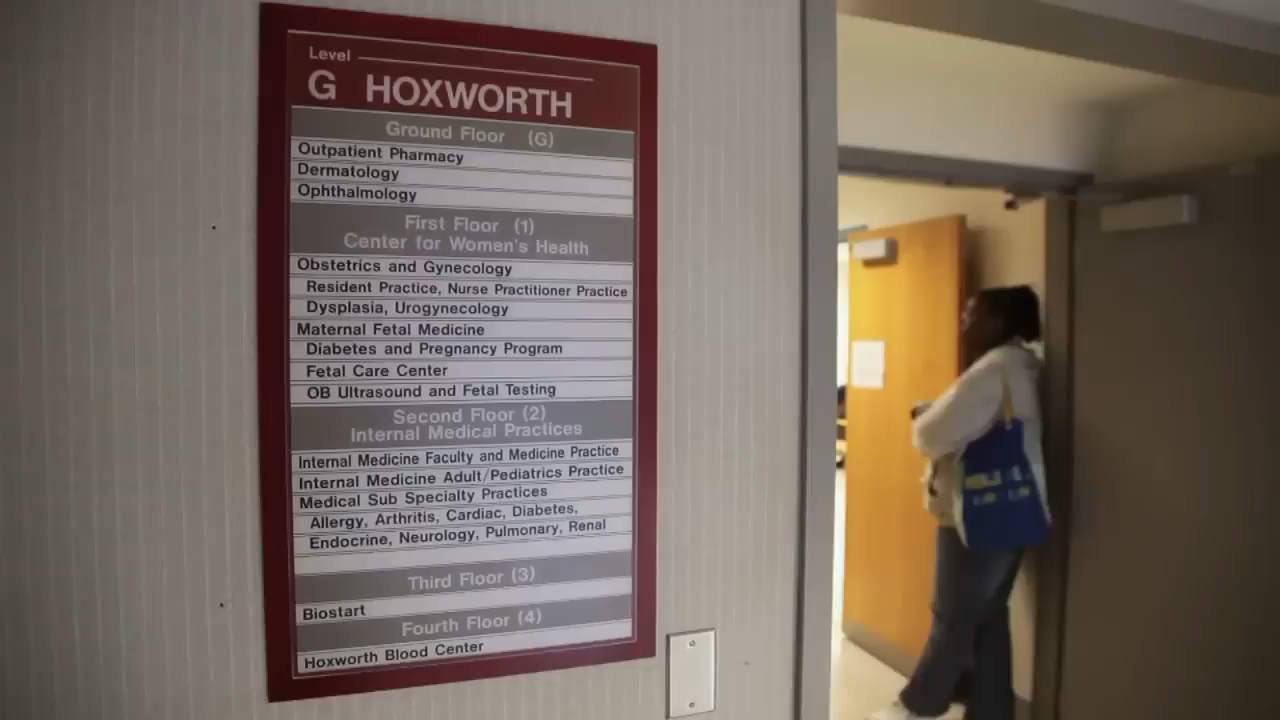 Level
G HOXWORTH
Ground Floor (G)
Outpatient Pharmacy
Dermatology
Ophthalmology
First Floor (1)
Center for Women's Health
Obstetrics and Gynecology
Resident Practice, Nurse Practitioner Practice
Dysplasia, Urogynecology
Maternal Fetal Medicine
Diabetes and Pregnancy Program
Fetal Care Center
OB Ultrasound and Fetal Testing
Second Floor (2)
Internal Medical Practices
Internal Medicine Faculty and Medicine Practice
Internal Medicine Adult/Pediatrics Practice
Medical Sub Specialty Practices
Allergy, Arthritis, Cardiac, Diabetes,
Endocrine, Neurology, Pulmonary, Renal
Third Floor (3)
Biostart
Fourth Floor (4)
Hoxworth Blood Center